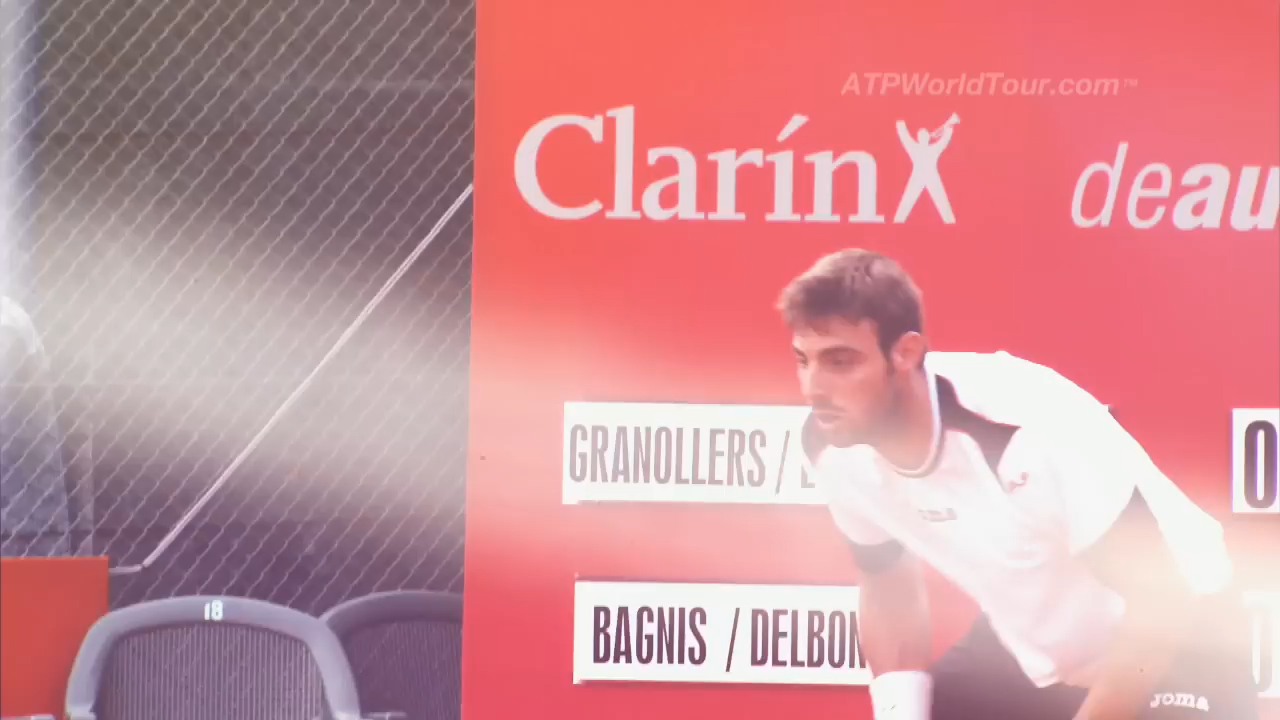 ATPWorldTour.com™
Clarín
deau
GRANOLLERS /
BAGNIS / DELBON
18
joma